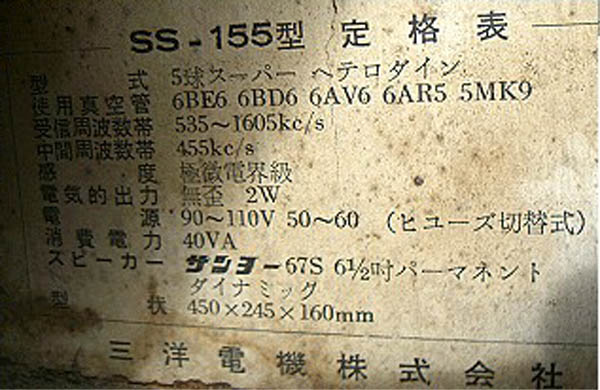 SS-155型 定格表
型式 5球スーパー ヘテロダイン
使用真空管 6BE6 6BD6 6AV6 6AR5 5MK9
受信周波数帯 535～1605kc/s
中間周波数帯 455kc/s
感度 極微電界級
電気的出力 無歪 2W
電源 90～110V 50～60 (ヒユーズ切替式)
消費電力 40VA
スピーカー サンヨー 67S 6½吋パーマネント
ダイナミック
型状 450×245×160mm
三洋電機株式会社